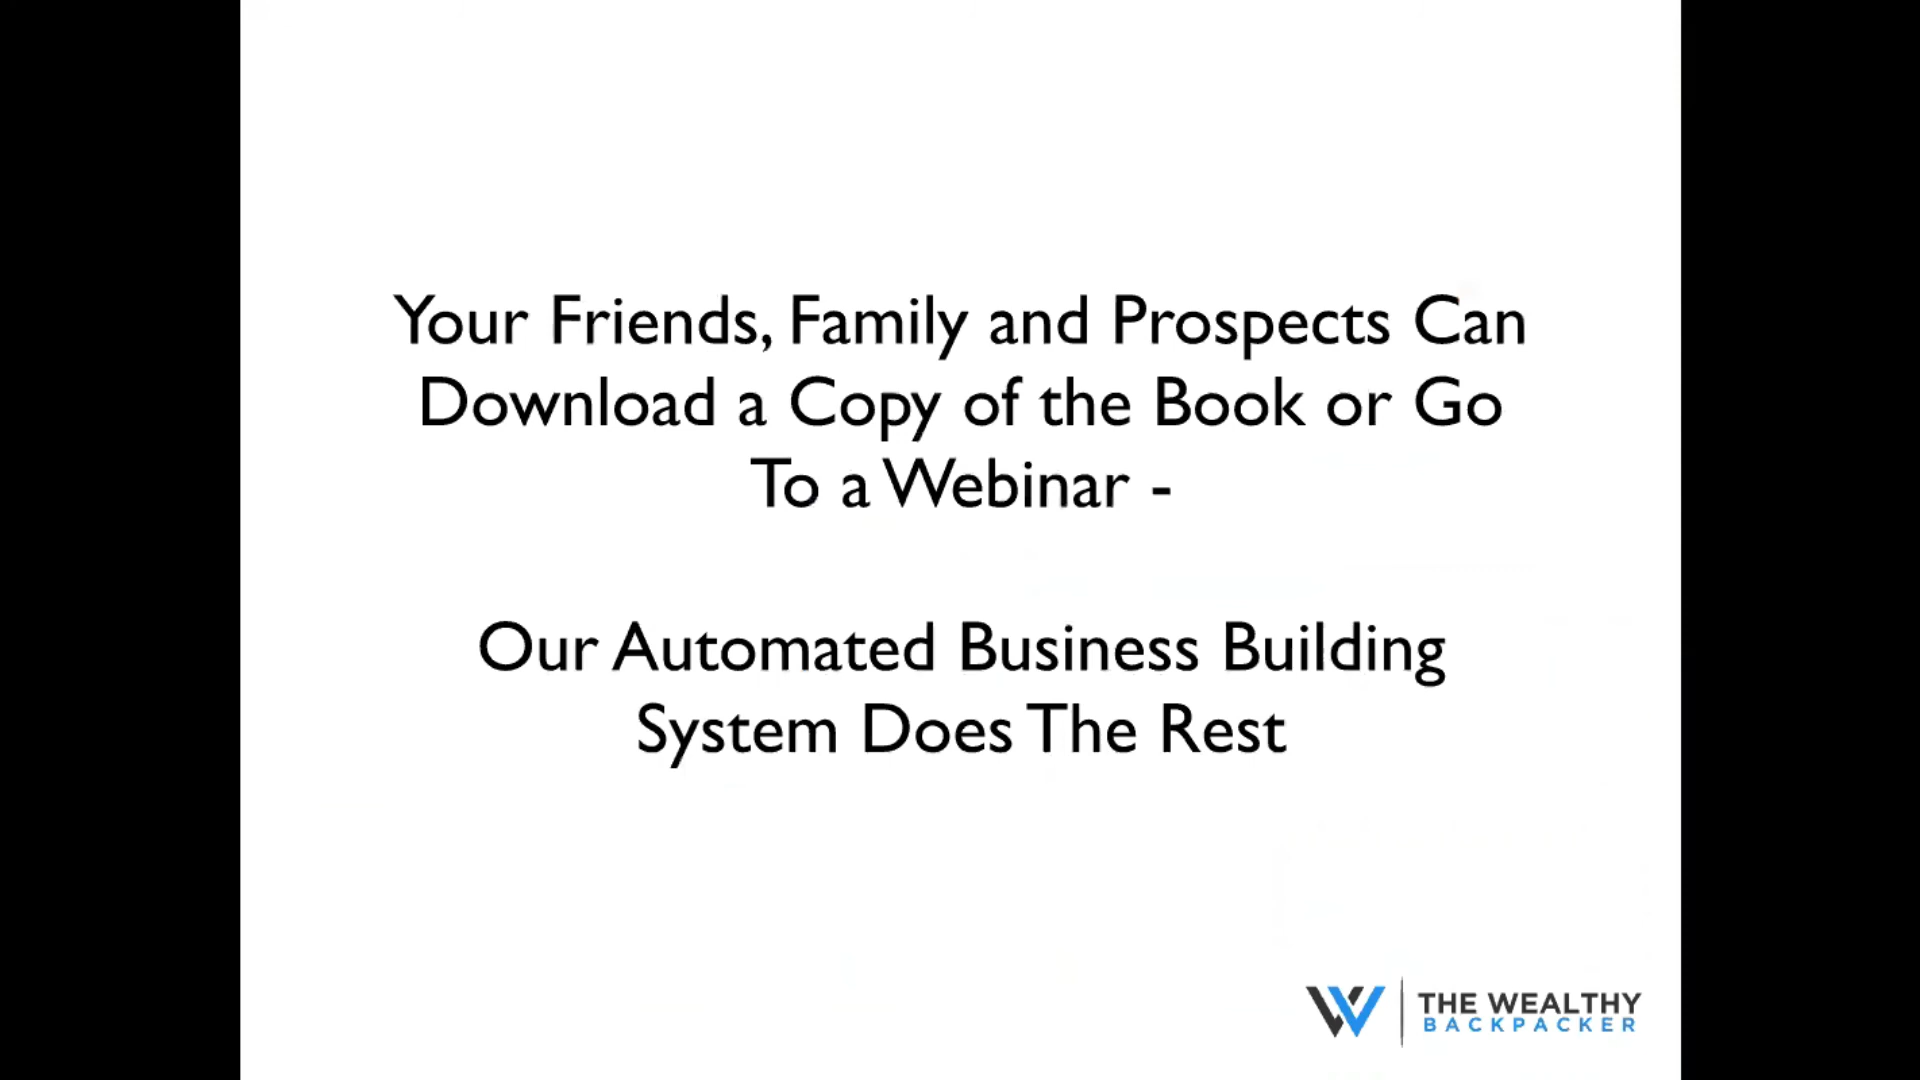 Your Friends, Family and Prospects Can
Download a Copy of the Book or Go
To a Webinar -
Our Automated Business Building
System Does The Rest
THE WEALTHY
BACKPACKER